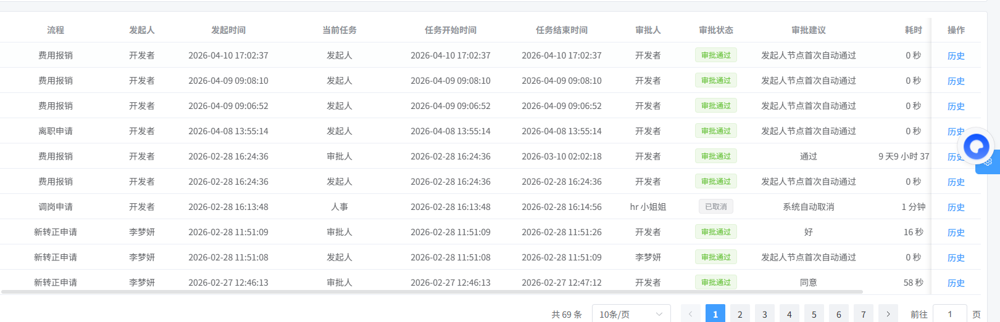 流程 发起人 发起时间 当前任务 任务开始时间 任务结束时间 审批人 审批状态 审批建议 耗时 操作
费用报销 开发者 2026-04-10 17:02:37 发起人 2026-04-10 17:02:37 2026-04-10 17:02:37 开发者 审批通过 发起人节点首次自动通过 0 秒 历史
费用报销 开发者 2026-04-09 09:08:10 发起人 2026-04-09 09:08:10 2026-04-09 09:08:10 开发者 审批通过 发起人节点首次自动通过 0 秒 历史
费用报销 开发者 2026-04-09 09:06:52 发起人 2026-04-09 09:06:52 2026-04-09 09:06:52 开发者 审批通过 发起人节点首次自动通过 0 秒 历史
离职申请 开发者 2026-04-08 13:55:14 发起人 2026-04-08 13:55:14 2026-04-08 13:55:14 开发者 审批通过 发起人节点首次自动通过 0 秒 历史
费用报销 开发者 2026-02-28 16:24:36 审批人 2026-02-28 16:24:36 2026-03-10 02:02:18 开发者 审批通过 通过 9 天9 小时 37 历史
费用报销 开发者 2026-02-28 16:24:36 发起人 2026-02-28 16:24:36 2026-02-28 16:24:36 开发者 审批通过 发起人节点首次自动通过 0 秒 历史
调岗申请 开发者 2026-02-28 16:13:48 人事 2026-02-28 16:13:48 2026-02-28 16:14:56 hr 小姐姐 已取消 系统自动取消 1 分钟 历史
新转正申请 李梦妍 2026-02-28 11:51:09 审批人 2026-02-28 11:51:09 2026-02-28 11:51:26 开发者 审批通过 好 16 秒 历史
新转正申请 李梦妍 2026-02-28 11:51:08 发起人 2026-02-28 11:51:08 2026-02-28 11:51:09 李梦妍 审批通过 发起人节点首次自动通过 0 秒 历史
新转正申请 李梦妍 2026-02-27 12:46:13 审批人 2026-02-27 12:46:13 2026-02-27 12:47:12 开发者 审批通过 同意 58 秒 历史
共 69 条 10条/页 1 2 3 4 5 6 7 前往 1 页